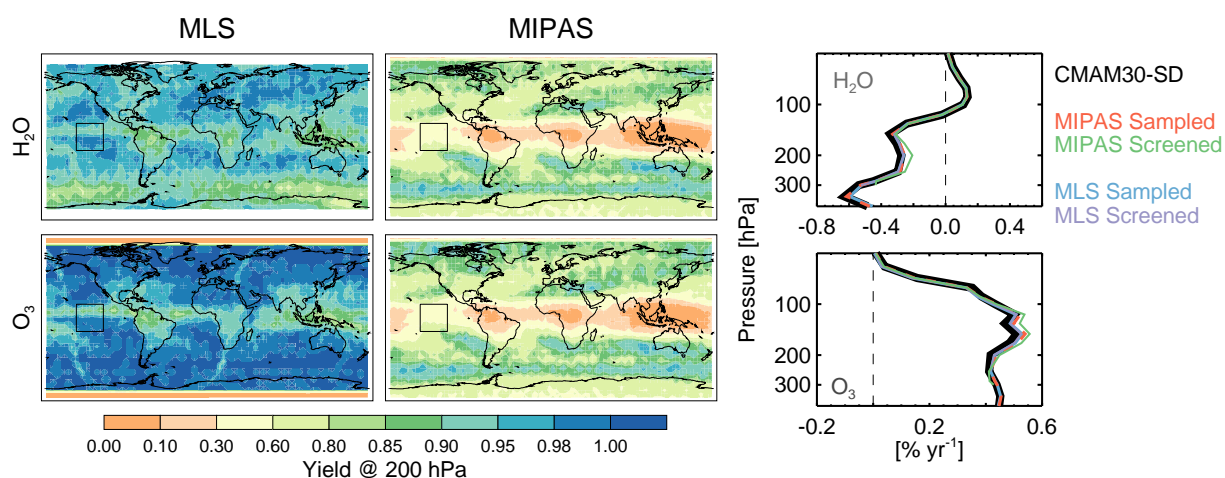 MLS
MIPAS
H2O
O3
0.00 0.10 0.30 0.60 0.80 0.85 0.90 0.95 0.98 1.00
Yield @ 200 hPa
Pressure [hPa]
H2O
100
200
300
-0.8 -0.4 0.0 0.4
O3
100
200
300
-0.2 0.2 0.6
[% yr-1]
CMAM30-SD
MIPAS Sampled
MIPAS Screened
MLS Sampled
MLS Screened